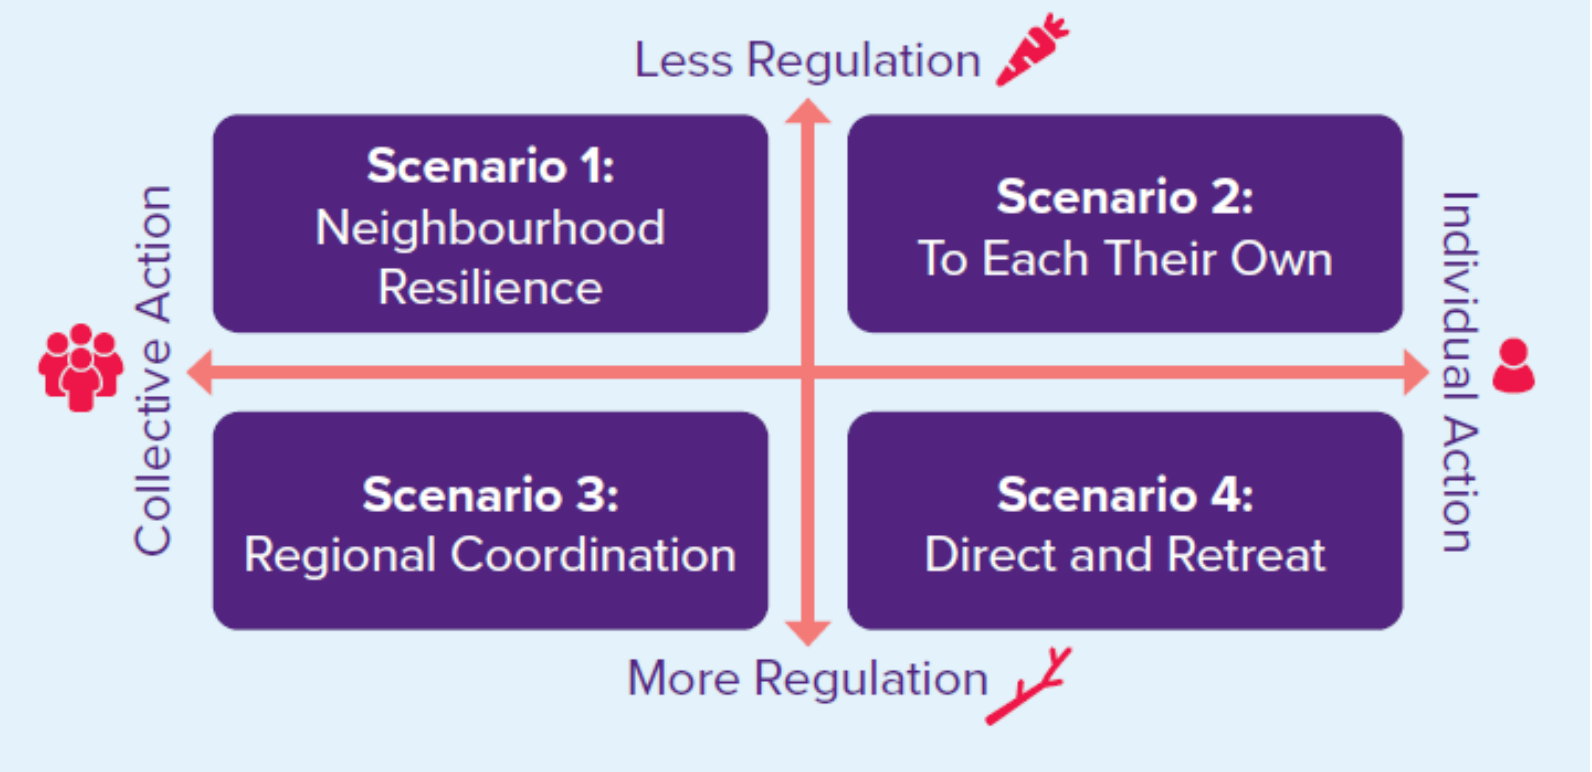 Less Regulation
Scenario 1:
Neighbourhood
Resilience
Scenario 2:
To Each Their Own
Collective Action
Individual Action
Scenario 3:
Regional Coordination
Scenario 4:
Direct and Retreat
More Regulation